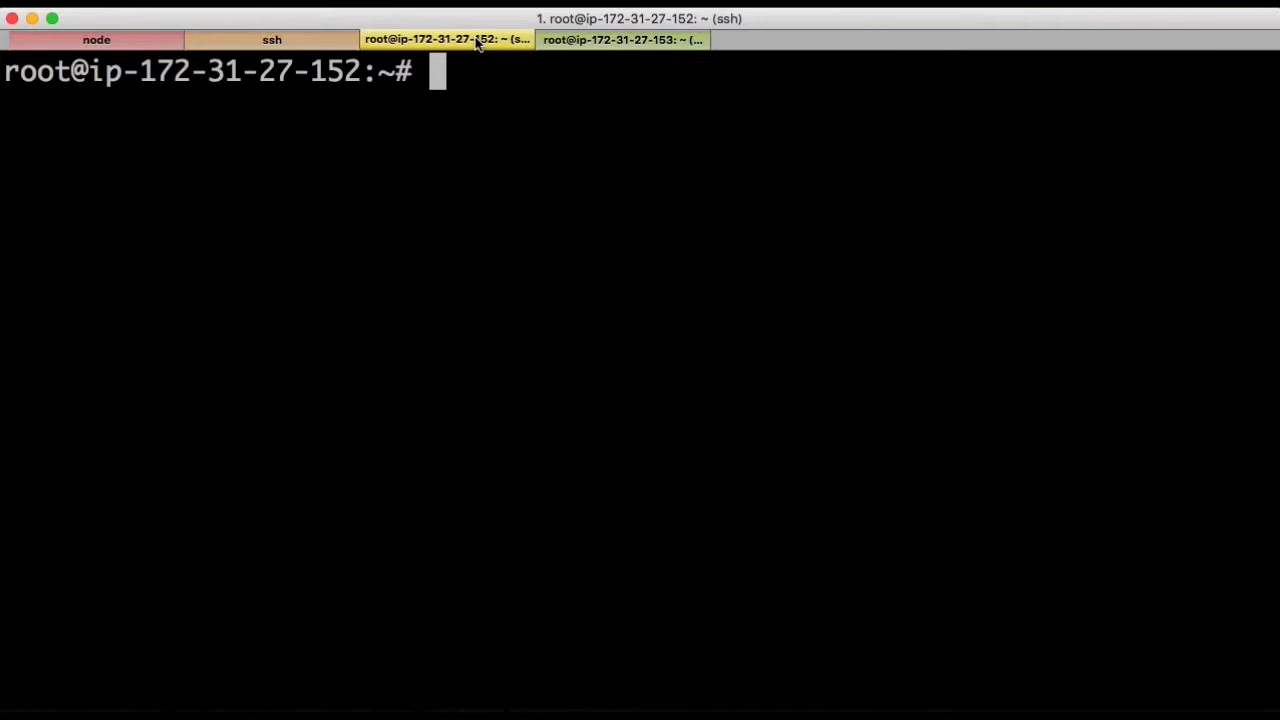 1. root@ip-172-31-27-152: ~ (ssh)
node
ssh
root@ip-172-31-27-152: ~ (s...
root@ip-172-31-27-153: ~ (...
root@ip-172-31-27-152:~#